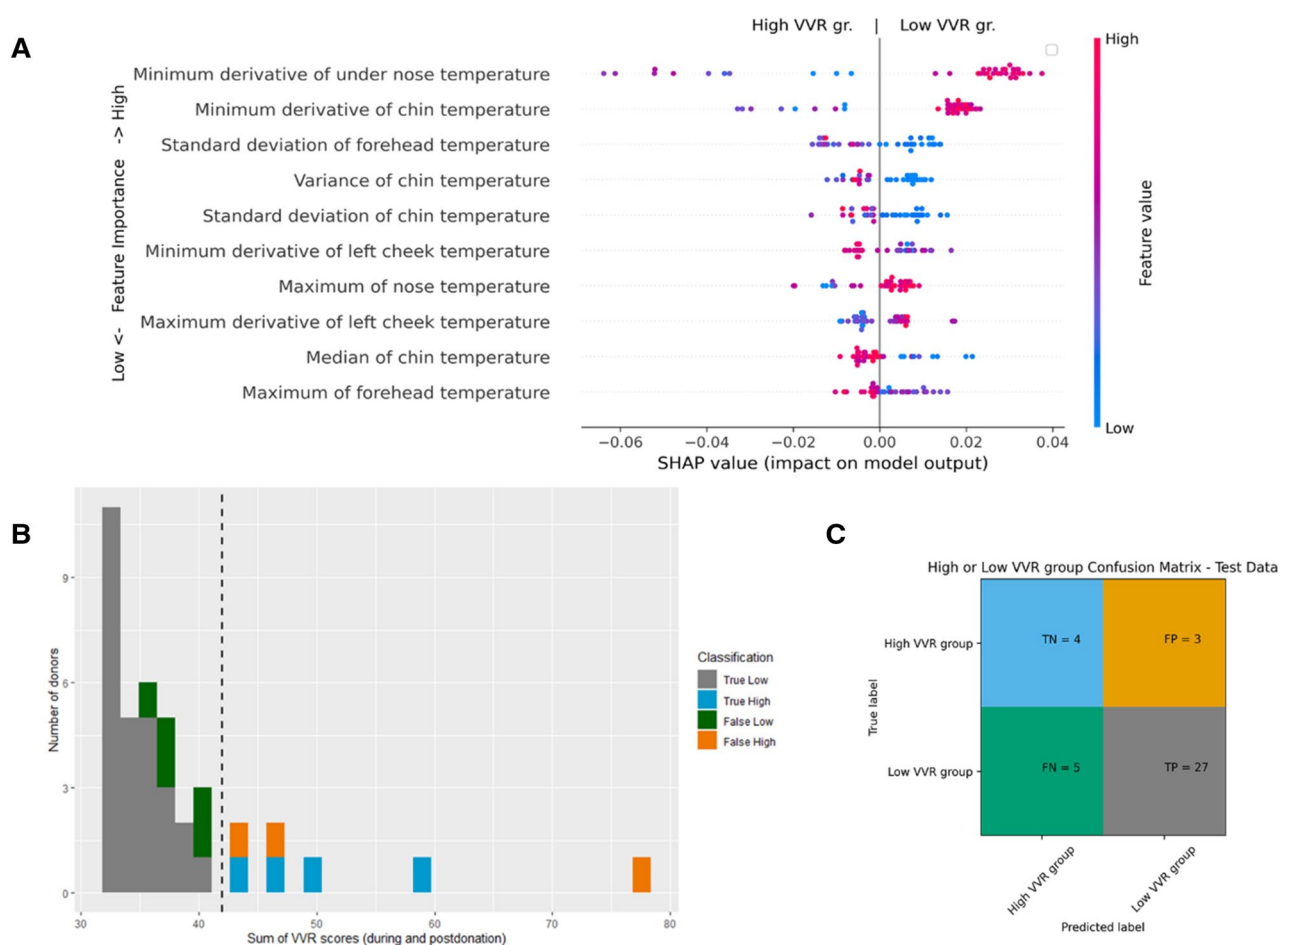 A
High VVR gr. | Low VVR gr.
High
Minimum derivative of under nose temperature
Minimum derivative of chin temperature
Standard deviation of forehead temperature
Variance of chin temperature
Standard deviation of chin temperature
Minimum derivative of left cheek temperature
Maximum of nose temperature
Maximum derivative of left cheek temperature
Median of chin temperature
Maximum of forehead temperature
Low <- Feature Importance -> High
Feature value
Low
−0.06 −0.04 −0.02 0.00 0.02 0.04
SHAP value (impact on model output)
B
Number of donors
9
6
3
0
30 40 50 60 70 80
Sum of VVR scores (during and postdonation)
Classification
True Low
True High
False Low
False High
C
High or Low VVR group Confusion Matrix - Test Data
True label
High VVR group
TN = 4 FP = 3
Low VVR group
FN = 5 TP = 27
High VVR group Low VVR group
Predicted label